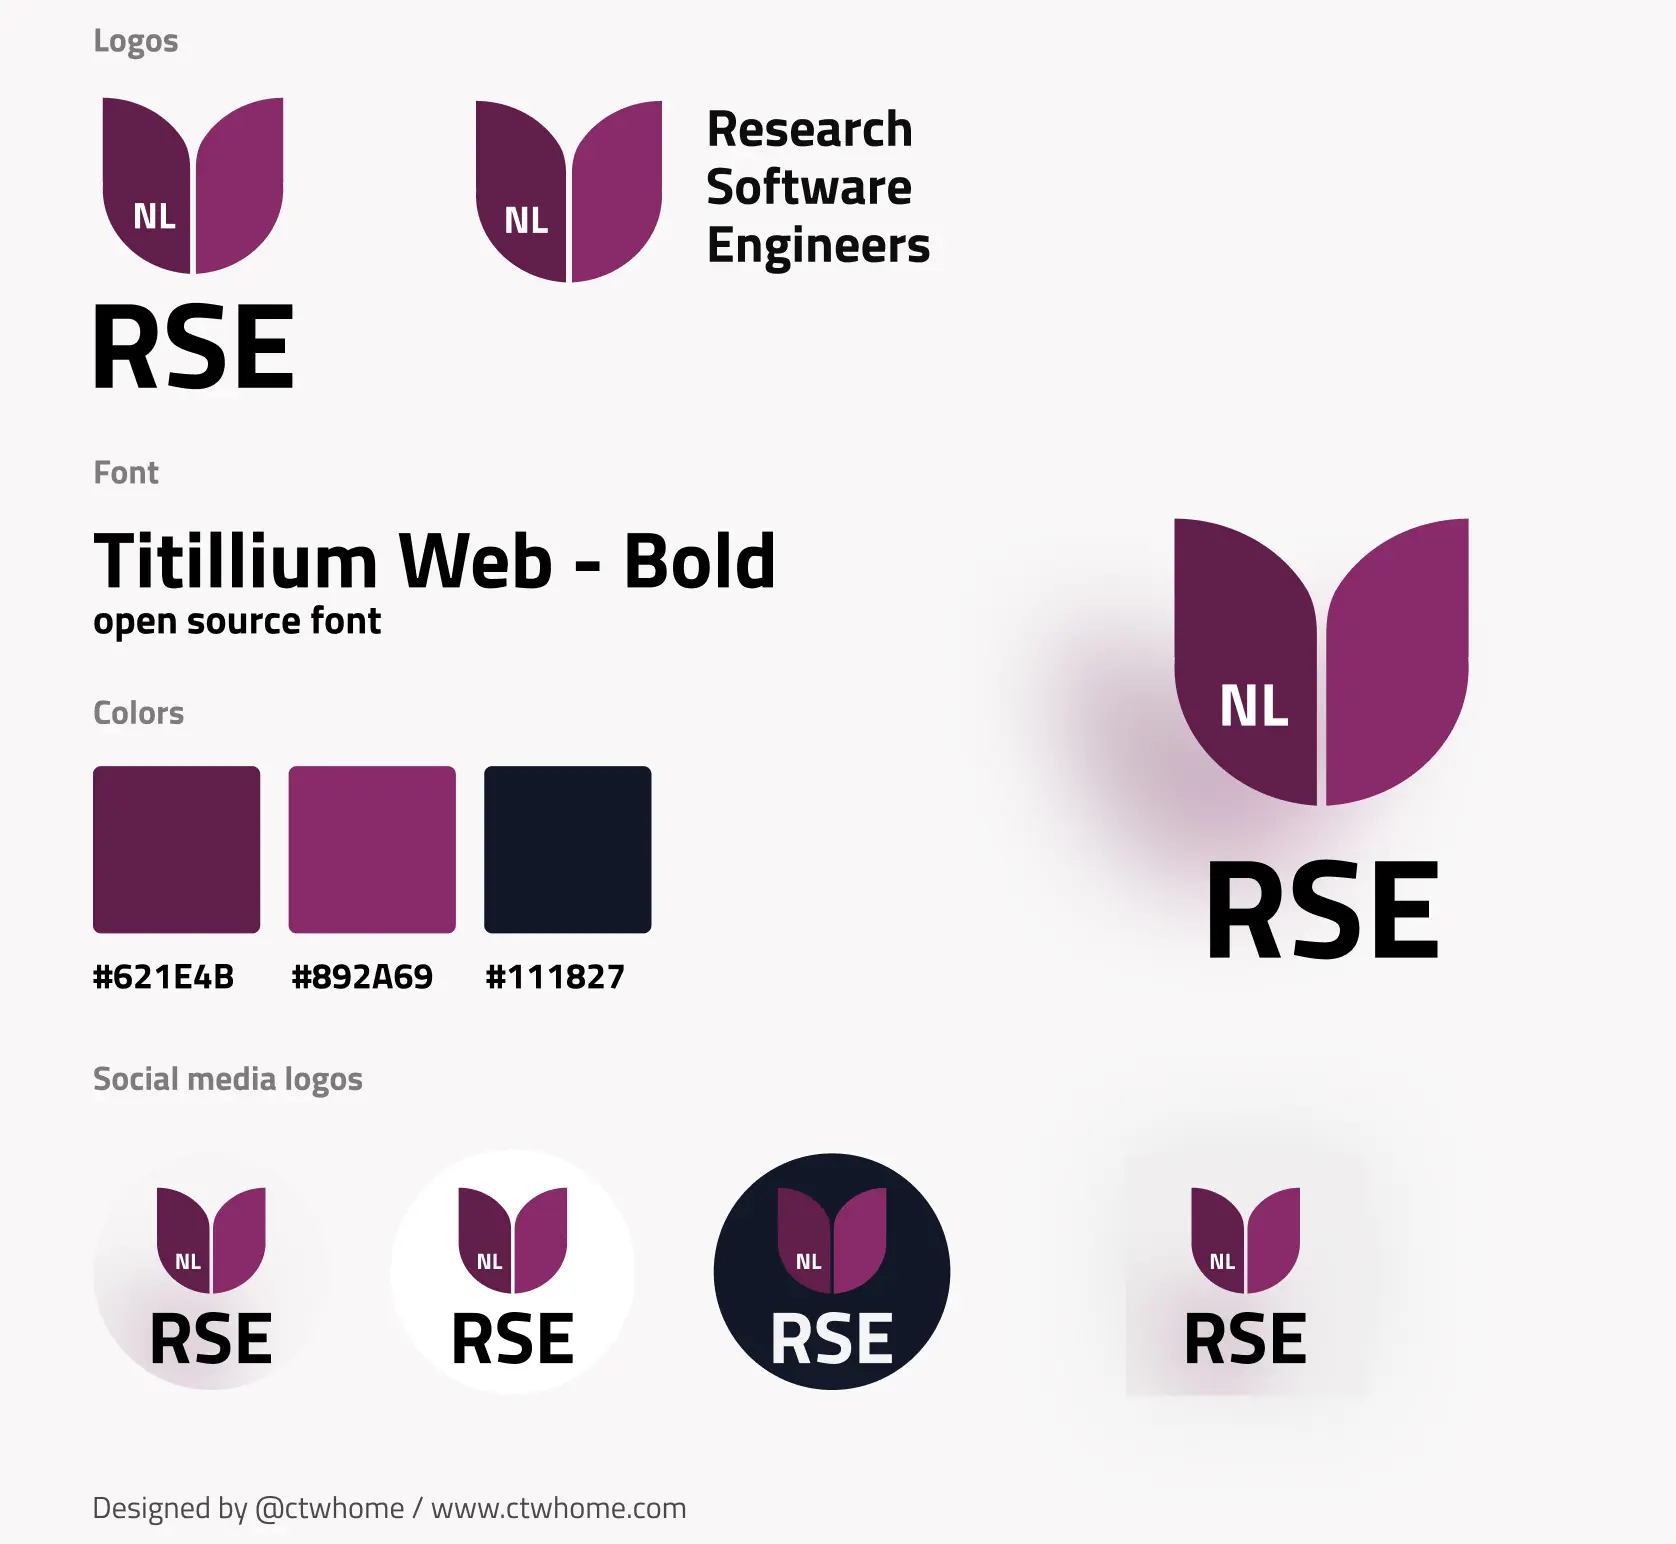 Logos
NL
RSE
NL
Research
Software
Engineers
Font
Titillium Web - Bold
open source font
Colors
#621E4B
#892A69
#111827
NL
RSE
Social media logos
NL
RSE
NL
RSE
NL
RSE
NL
RSE
Designed by @ctwhome / www.ctwhome.com